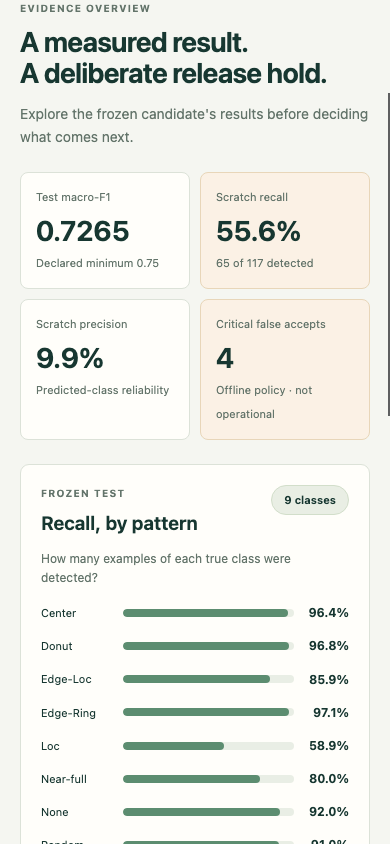 EVIDENCE OVERVIEW
A measured result.
A deliberate release hold.
Explore the frozen candidate's results before deciding
what comes next.
Test macro-F1
0.7265
Declared minimum 0.75
Scratch recall
55.6%
65 of 117 detected
Scratch precision
9.9%
Predicted-class reliability
Critical false accepts
4
Offline policy · not
operational
FROZEN TEST
9 classes
Recall, by pattern
How many examples of each true class were
detected?
Center 96.4%
Donut 96.8%
Edge-Loc 85.9%
Edge-Ring 97.1%
Loc 58.9%
Near-full 80.0%
None 92.0%
Random 91.0%